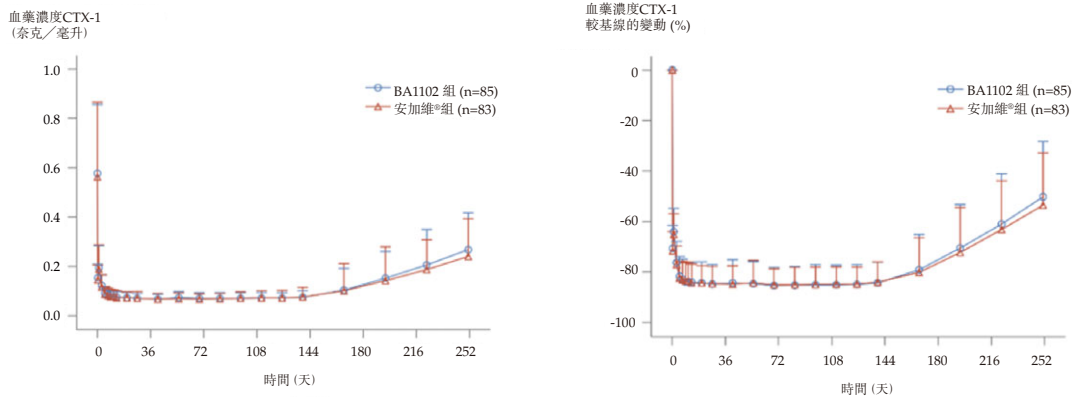 血藥濃度CTX-1
(奈克／毫升)
1.0
0.8
0.6
0.4
0.2
0.0
BA1102 組 (n=85)
安加維®組 (n=83)
0 36 72 108 144 180 216 252
時間 (天)
血藥濃度CTX-1
較基線的變動 (%)
0
-20
-40
-60
-80
-100
BA1102 組 (n=85)
安加維®組 (n=83)
0 36 72 108 144 180 216 252
時間 (天)